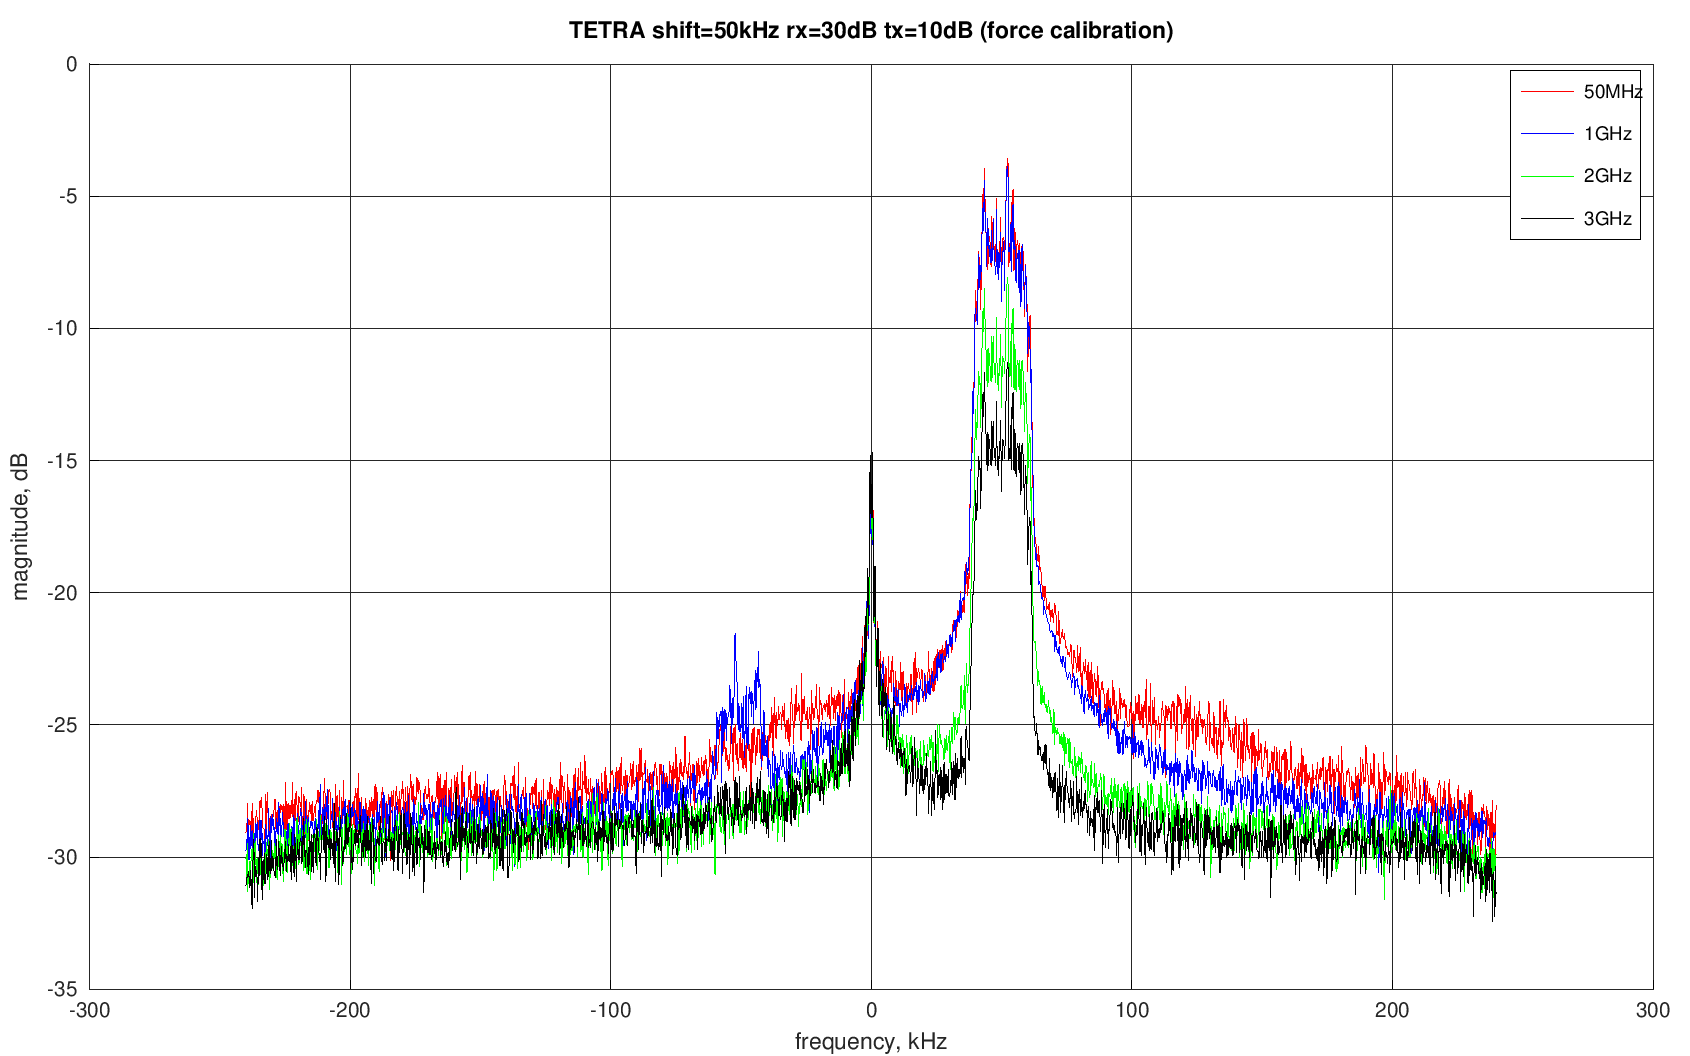 TETRA shift=50kHz rx=30dB tx=10dB (force calibration)
0
-5
-10
-15
-20
-25
-30
-35
magnitude, dB
50MHz
1GHz
2GHz
3GHz
-300 -200 -100 0 100 200 300
frequency, kHz